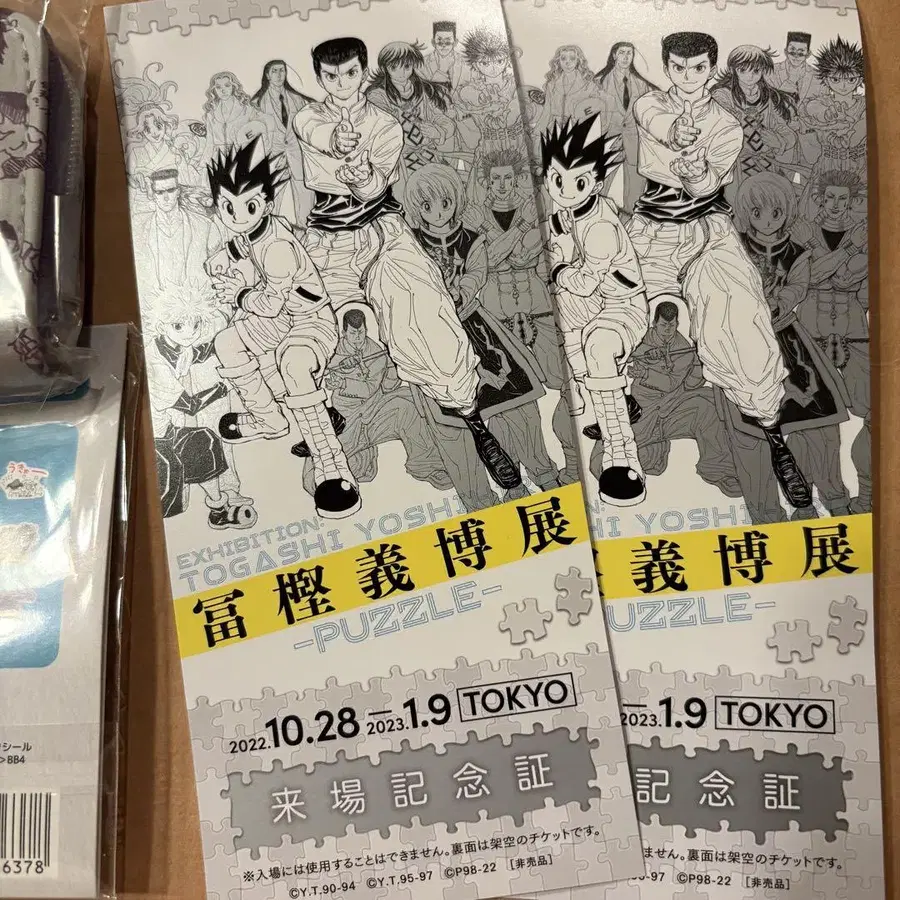 EXHIBITION:
TOGASHI YOSHI
冨樫義博展
-PUZZLE-
2022.10.28-2023.1.9 TOKYO
来場記念証
※入場には使用することはできません。裏面は架空のチケットです。
©Y.T.90-94 ©Y.T.95-97 ©P98-22 [非売品]
YOSHI
義博展
UZZLE-
2023.1.9 TOKYO
記念証
ません。裏面は架空のチケットです。
-97 ©P98-22 [非売品]
シール
>BB4
6378